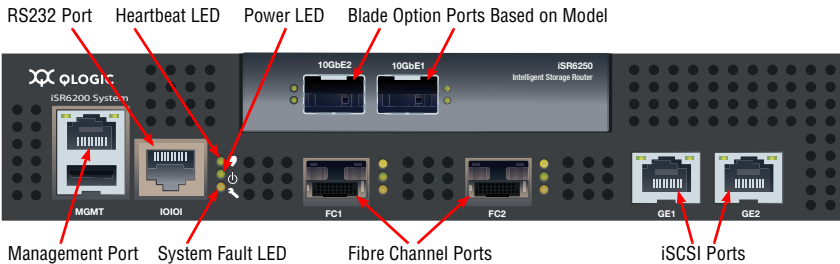 RS232 Port Heartbeat LED Power LED Blade Option Ports Based on Model
10GbE2 10GbE1 iSR6250
Intelligent Storage Router
QLOGIC
iSR6200 System
MGMT IOIOI FC1 FC2 GE1 GE2
Management Port System Fault LED Fibre Channel Ports iSCSI Ports